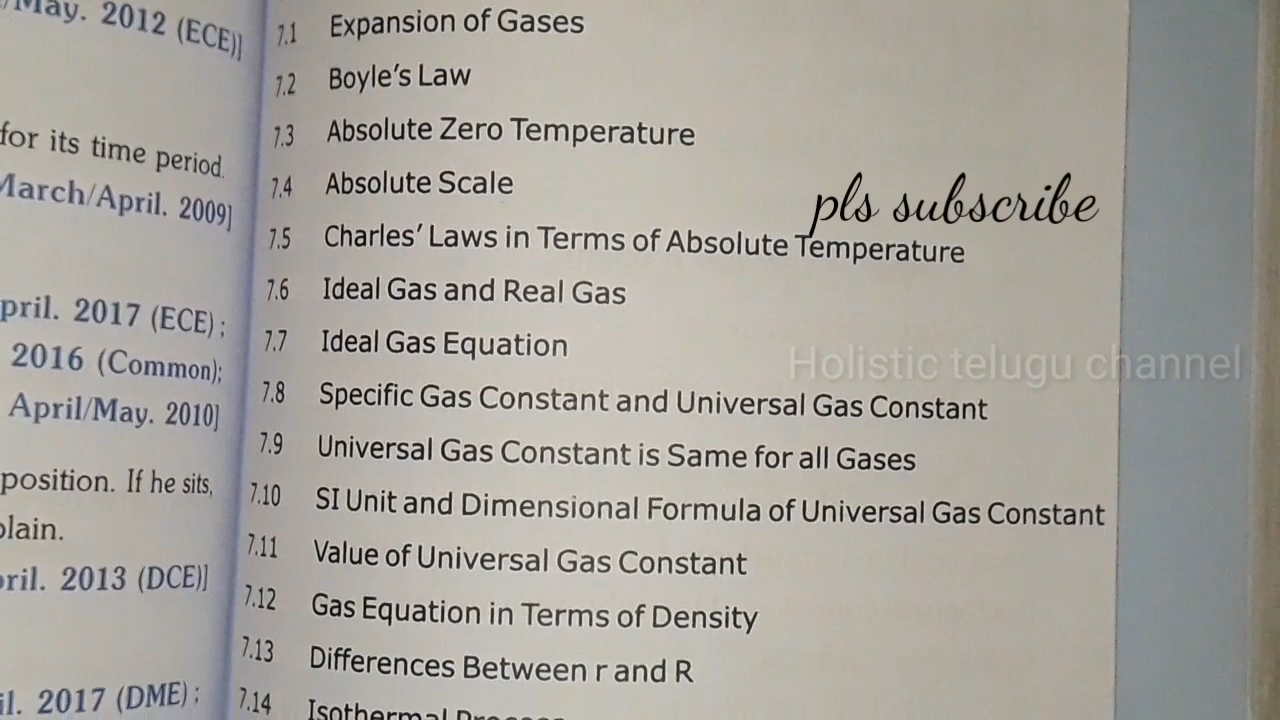 May. 2012 (ECE)]
for its time period.
March/April. 2009]
pril. 2017 (ECE) ;
2016 (Common);
April/May. 2010]
position. If he sits,
plain.
pril. 2013 (DCE)]
il. 2017 (DME) ;
7.1 Expansion of Gases
7.2 Boyle's Law
7.3 Absolute Zero Temperature
7.4 Absolute Scale
7.5 Charles' Laws in Terms of Absolute Temperature
7.6 Ideal Gas and Real Gas
7.7 Ideal Gas Equation
7.8 Specific Gas Constant and Universal Gas Constant
7.9 Universal Gas Constant is Same for all Gases
7.10 SI Unit and Dimensional Formula of Universal Gas Constant
7.11 Value of Universal Gas Constant
7.12 Gas Equation in Terms of Density
7.13 Differences Between r and R
7.14 Isothermal Process
pls subscribe
Holistic telugu channel